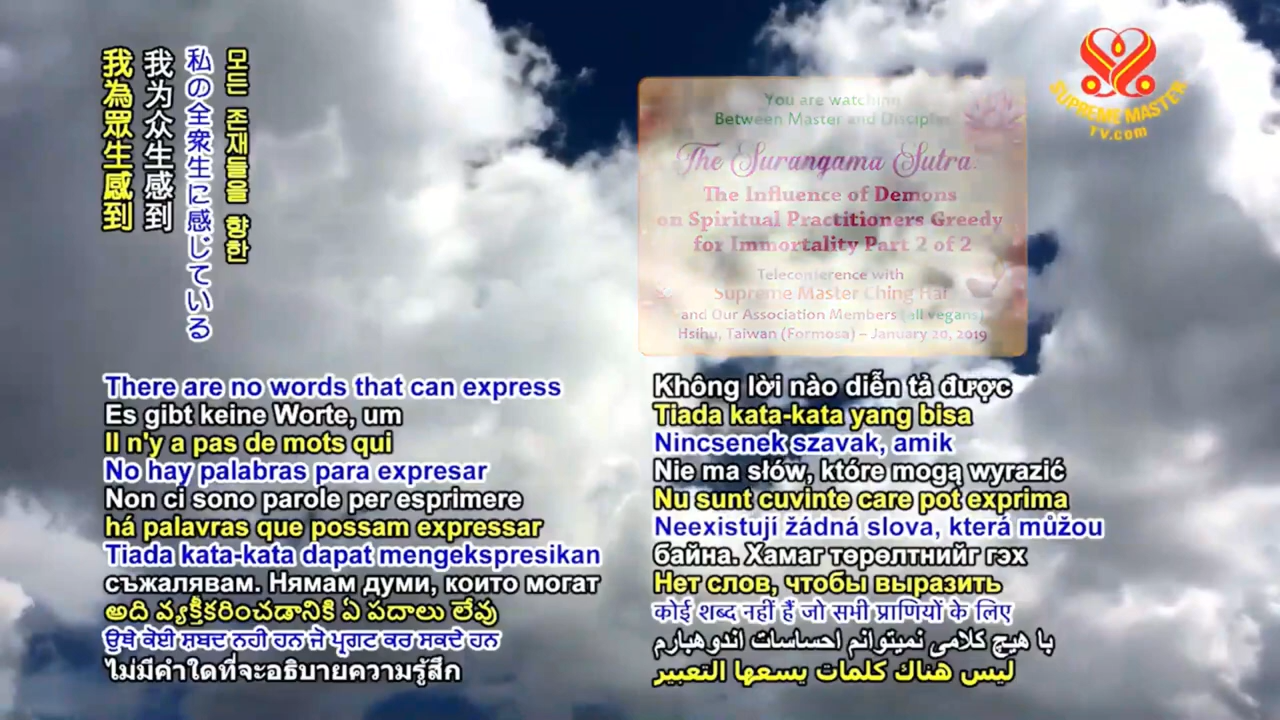 我為眾生感到
我为众生感到
私の全衆生に感じている
모든 존재들을 향한
SUPREME MASTER
TV.com
You are watching
Between Master and Disciples
The Surangama Sutra:
The Influence of Demons
on Spiritual Practitioners Greedy
for Immortality Part 2 of 2
Teleconference with
Supreme Master Ching Hai
and Our Association Members (all vegans)
Hsihu, Taiwan (Formosa) – January 20, 2019
There are no words that can express
Es gibt keine Worte, um
Il n'y a pas de mots qui
No hay palabras para expresar
Non ci sono parole per esprimere
há palavras que possam expressar
Tiada kata-kata dapat mengekspresikan
съжалявам. Нямам думи, които могат
అది వ్యక్తీకరించడానికి ఏ పదాలు లేవు
ਉਥੇ ਕੋਈ ਸ਼ਬਦ ਨਹੀ ਹਨ ਜੋ ਪ੍ਰਗਟ ਕਰ ਸਕਦੇ ਹਨ
ไม่มีคำใดที่จะอธิบายความรู้สึก
Không lời nào diễn tả được
Tiada kata-kata yang bisa
Nincsenek szavak, amik
Nie ma słów, które mogą wyrazić
Nu sunt cuvinte care pot exprima
Neexistují žádná slova, která můžou
байна. Хамаг төрөлтнийг гэх
Нет слов, чтобы выразить
कोई शब्द नहीं हैं जो सभी प्राणियों के लिए
با هیچ کلامی نمیتوانم احساسات اندوهبارم
ليس هناك كلمات يسعها التعبير